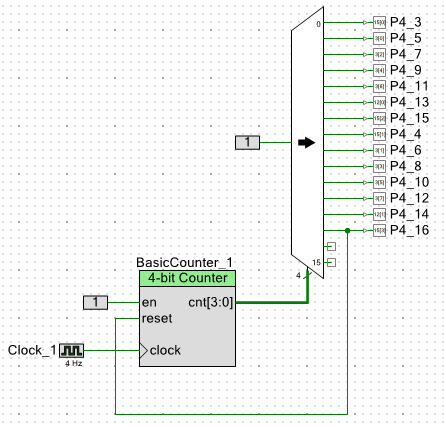 0
P4_3
P4_5
P4_7
P4_9
P4_11
P4_13
P4_15
1
P4_4
P4_6
P4_8
P4_10
P4_12
P4_14
P4_16
15
4
BasicCounter_1
4-bit Counter
1
en
cnt[3:0]
reset
Clock_1
clock
4 Hz